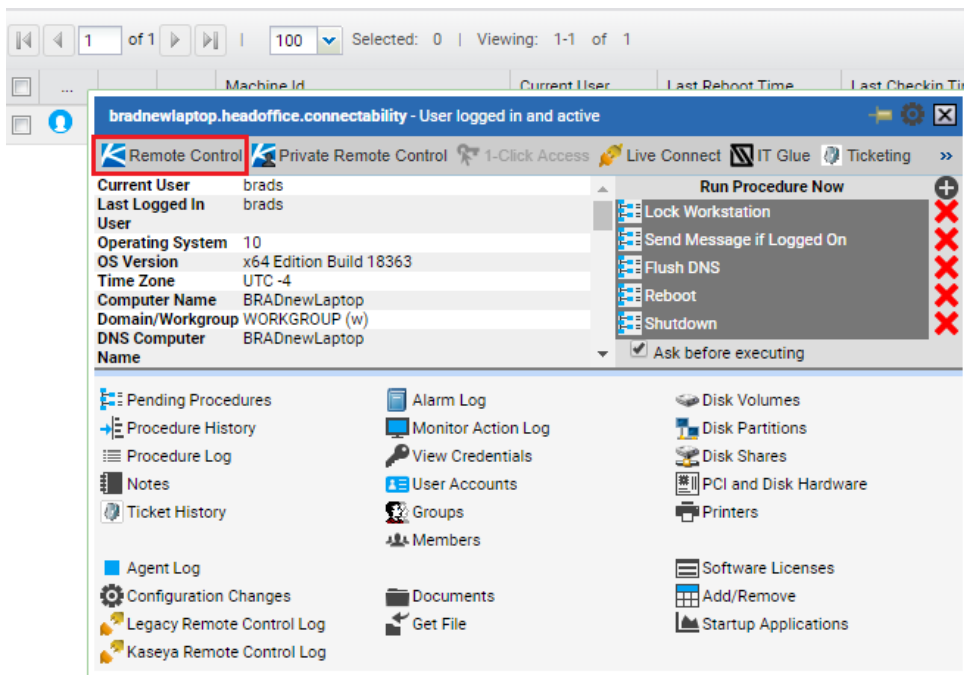 1 of 1 | 100 Selected: 0 | Viewing: 1-1 of 1
... Machine Id Current User Last Reboot Time Last Checkin Ti
bradnewlaptop.headoffice.connectability - User logged in and active
Remote Control Private Remote Control 1-Click Access Live Connect IT Glue Ticketing »
Current User brads
Last Logged In User brads
Operating System 10
OS Version x64 Edition Build 18363
Time Zone UTC -4
Computer Name BRADnewLaptop
Domain/Workgroup WORKGROUP (w)
DNS Computer Name BRADnewLaptop
Run Procedure Now
Lock Workstation
Send Message if Logged On
Flush DNS
Reboot
Shutdown
Ask before executing
Pending Procedures
Procedure History
Procedure Log
Notes
Ticket History
Agent Log
Configuration Changes
Legacy Remote Control Log
Kaseya Remote Control Log
Alarm Log
Monitor Action Log
View Credentials
User Accounts
Groups
Members
Documents
Get File
Disk Volumes
Disk Partitions
Disk Shares
PCI and Disk Hardware
Printers
Software Licenses
Add/Remove
Startup Applications